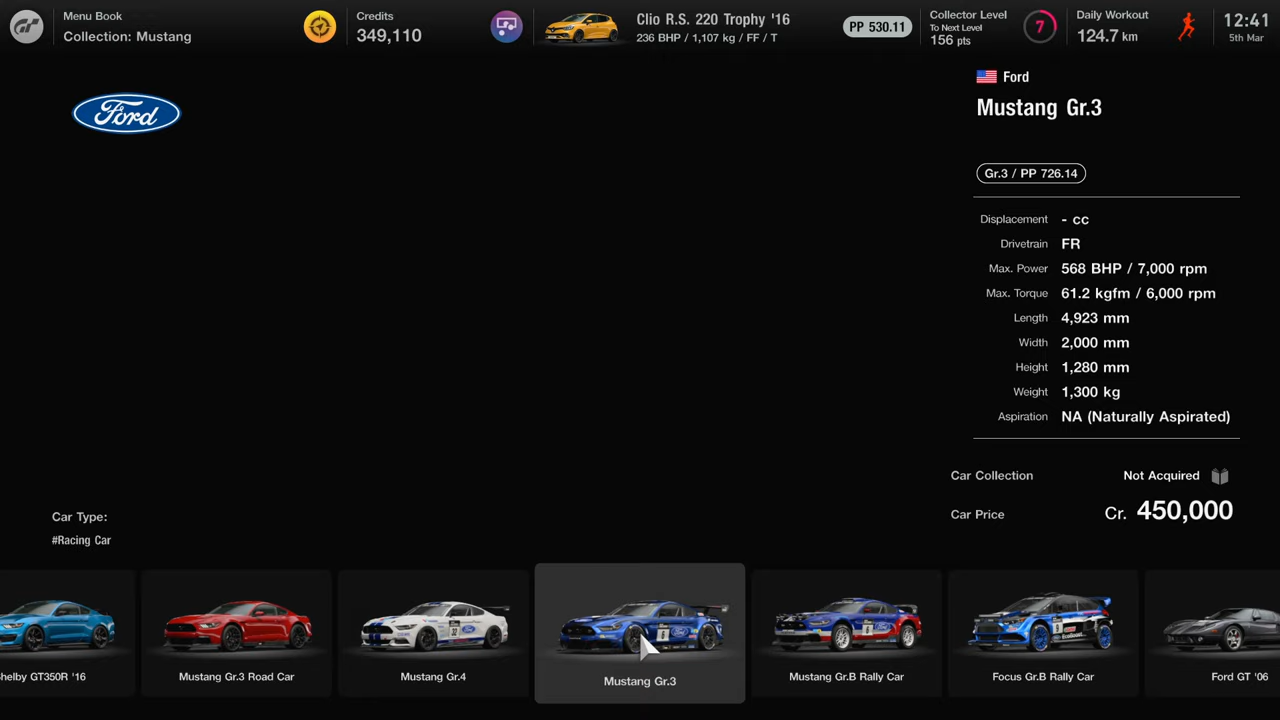 Menu Book
Collection: Mustang
Credits
349,110
Clio R.S. 220 Trophy '16
236 BHP / 1,107 kg / FF / T
PP 530.11
Collector Level
To Next Level
156 pts
7
Daily Workout
124.7 km
12:41
5th Mar
Ford
Ford
Mustang Gr.3
Gr.3 / PP 726.14
Displacement - cc
Drivetrain FR
Max. Power 568 BHP / 7,000 rpm
Max. Torque 61.2 kgfm / 6,000 rpm
Length 4,923 mm
Width 2,000 mm
Height 1,280 mm
Weight 1,300 kg
Aspiration NA (Naturally Aspirated)
Car Collection Not Acquired
Car Price Cr. 450,000
Car Type:
#Racing Car
Shelby GT350R '16
Mustang Gr.3 Road Car
Mustang Gr.4
Mustang Gr.3
Mustang Gr.B Rally Car
Focus Gr.B Rally Car
Ford GT '06